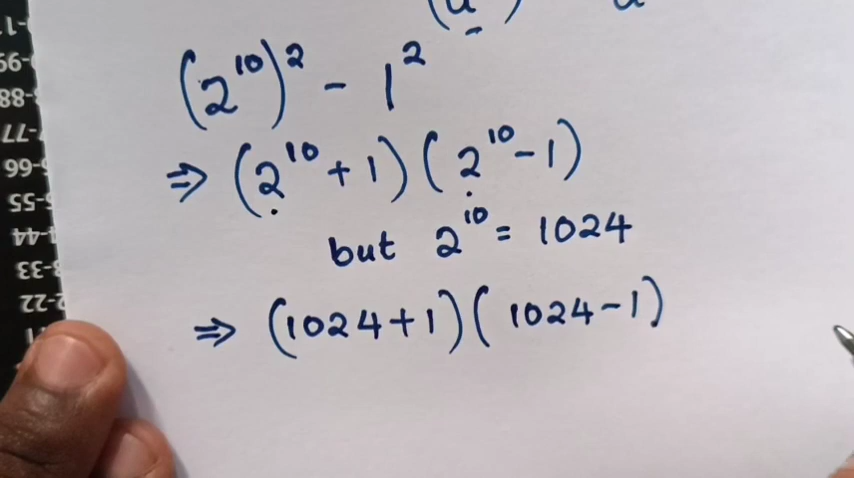 (2^10)^2 - 1^2
⇒ (2^10 + 1)(2^10 - 1)
but 2^10 = 1024
⇒ (1024+1)(1024-1)